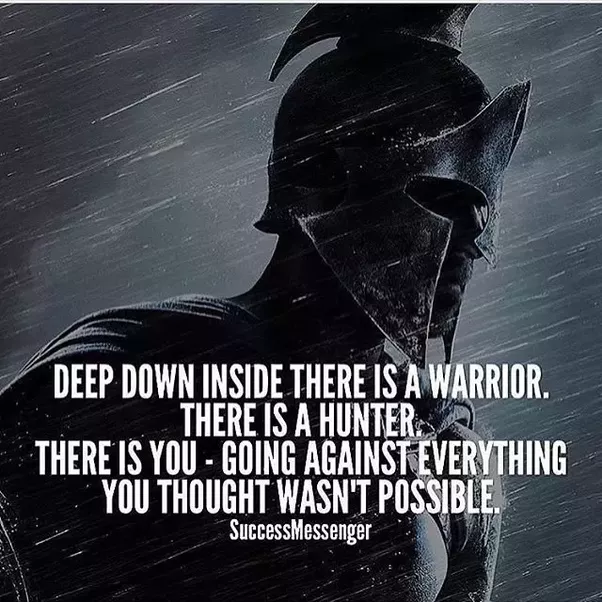 DEEP DOWN INSIDE THERE IS A WARRIOR.
THERE IS A HUNTER.
THERE IS YOU - GOING AGAINST EVERYTHING
YOU THOUGHT WASN'T POSSIBLE.
SuccessMessenger